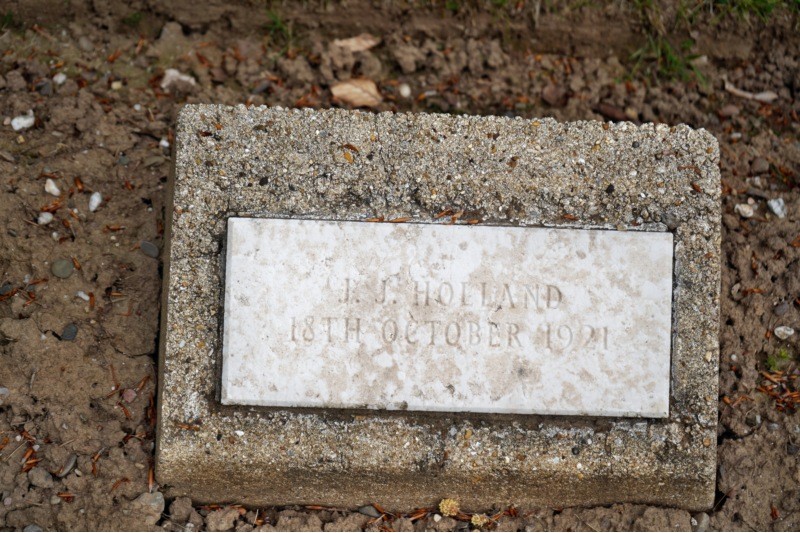 J. J. HOLLAND
18TH OCTOBER 1921